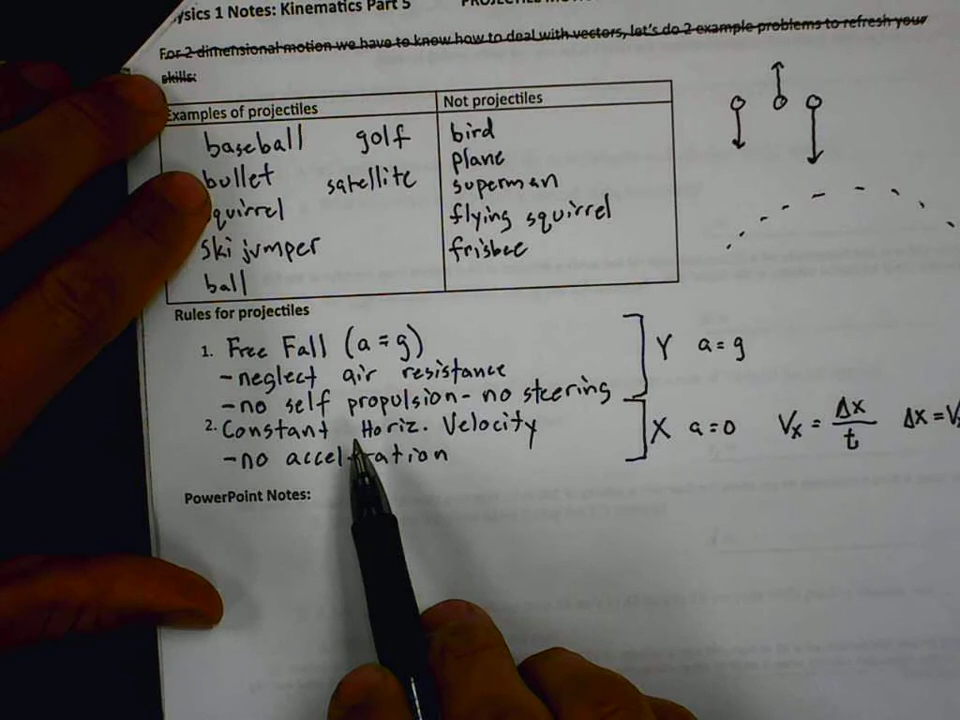 ysics 1 Notes: Kinematics Part 5
For 2 dimensional motion we have to know how to deal with vectors, let's do 2 example problems to refresh your
skills:
Examples of projectiles Not projectiles
baseball golf bird
bullet satellite plane
quirrel superman
ski jumper flying squirrel
ball frisbee
Rules for projectiles
1. Free Fall (a = g)
-neglect air resistance
-no self propulsion - no steering
Y a = g
2. Constant Horiz. Velocity
-no acceleration
X a = 0 Vx = Δx/t Δx = V
PowerPoint Notes: